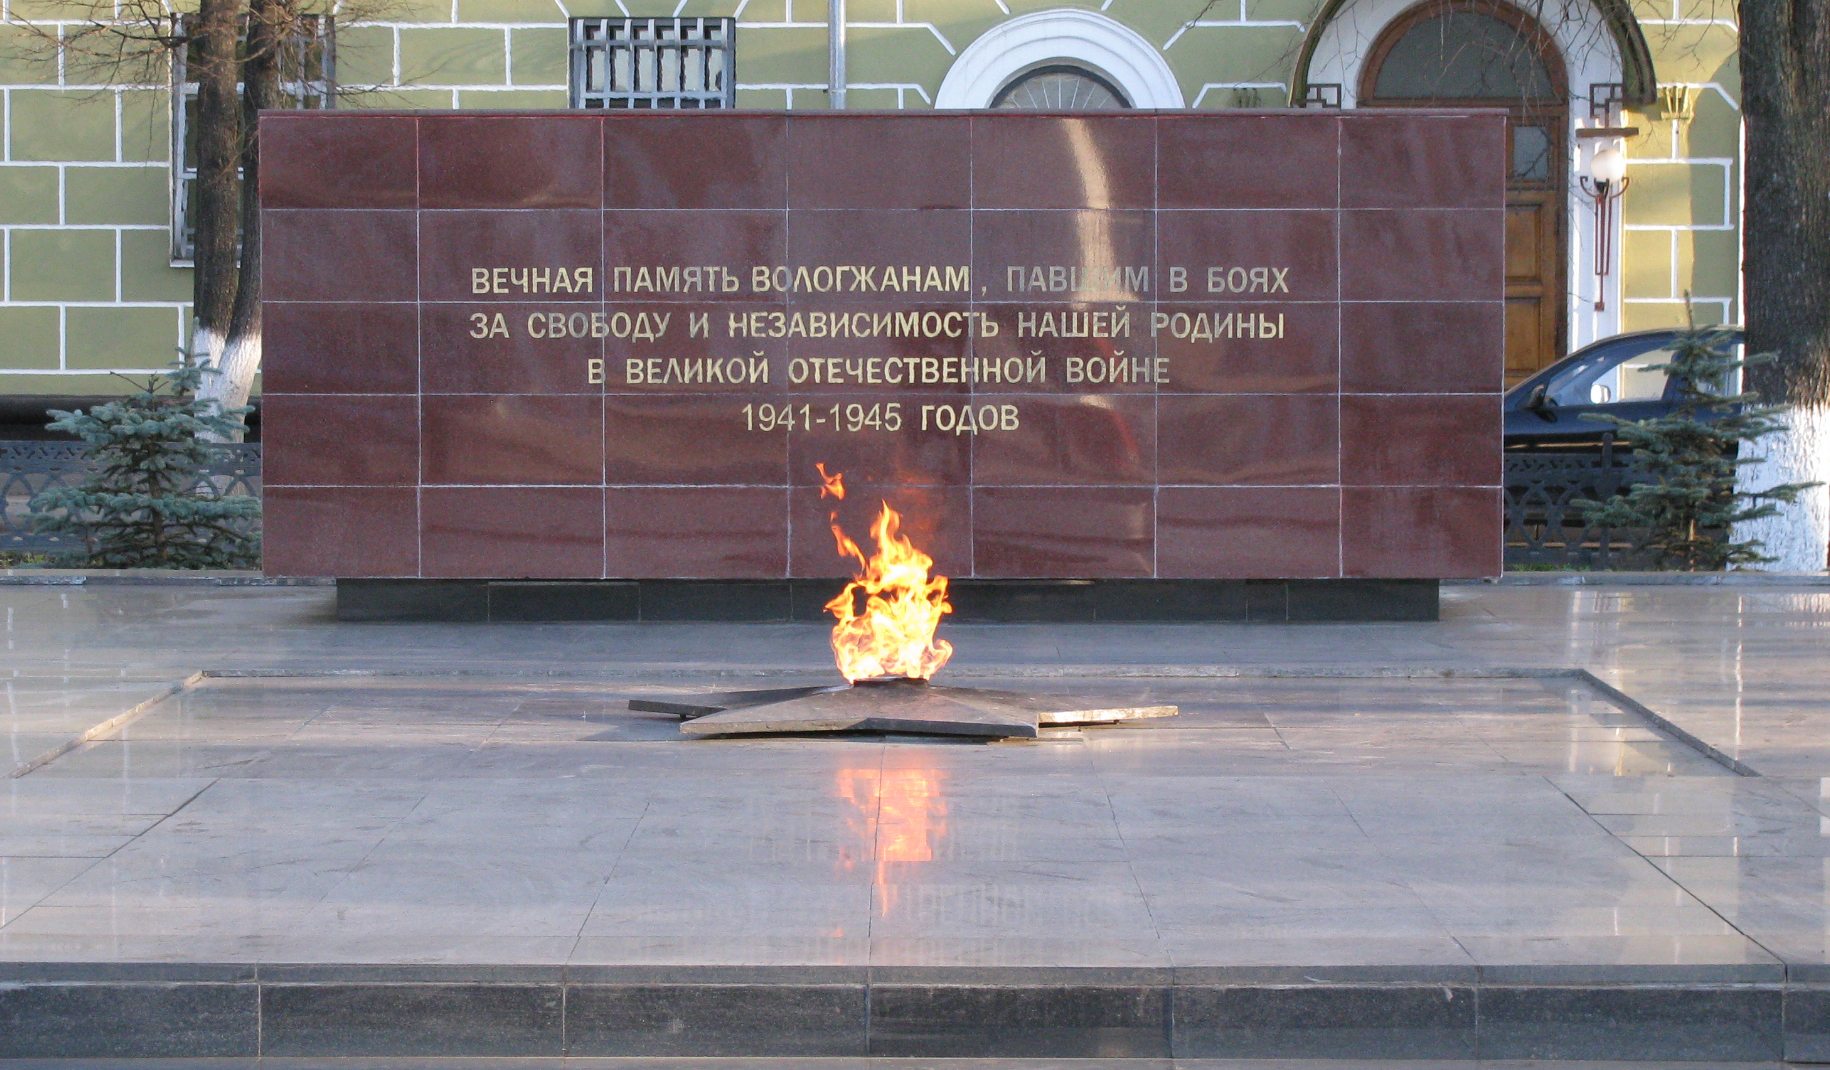 ВЕЧНАЯ ПАМЯТЬ ВОЛОГЖАНАМ, ПАВШИМ В БОЯХ
ЗА СВОБОДУ И НЕЗАВИСИМОСТЬ НАШЕЙ РОДИНЫ
В ВЕЛИКОЙ ОТЕЧЕСТВЕННОЙ ВОЙНЕ
1941-1945 ГОДОВ